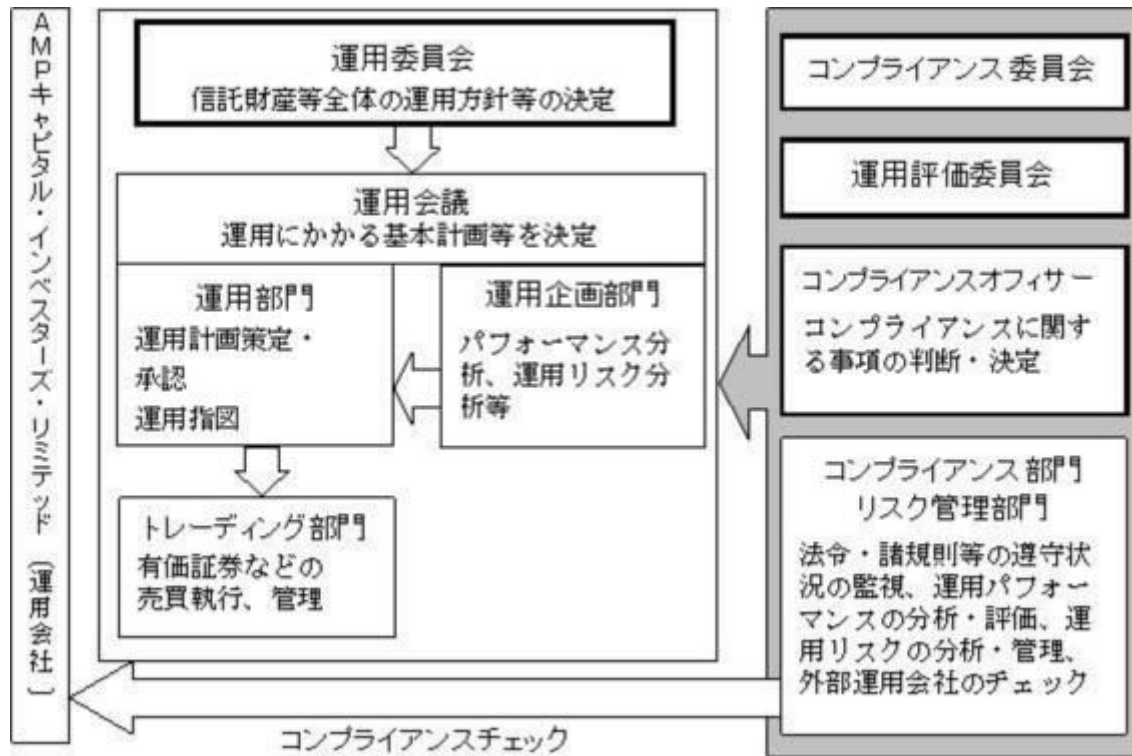 AMPキャピタル・インベスターズ・リミテッド（運用会社）
運用委員会
信託財産等全体の運用方針等の決定
運用会議
運用にかかる基本計画等を決定
運用部門
運用計画策定・
承認
運用指図
運用企画部門
パフォーマンス分
析、運用リスク分
析等
トレーディング部門
有価証券などの
売買執行、管理
コンプライアンス委員会
運用評価委員会
コンプライアンスオフィサー
コンプライアンスに関す
る事項の判断・決定
コンプライアンス部門
リスク管理部門
法令・諸規則等の遵守状
況の監視、運用パフォー
マンスの分析・評価、運
用リスクの分析・管理、
外部運用会社のチェック
コンプライアンスチェック